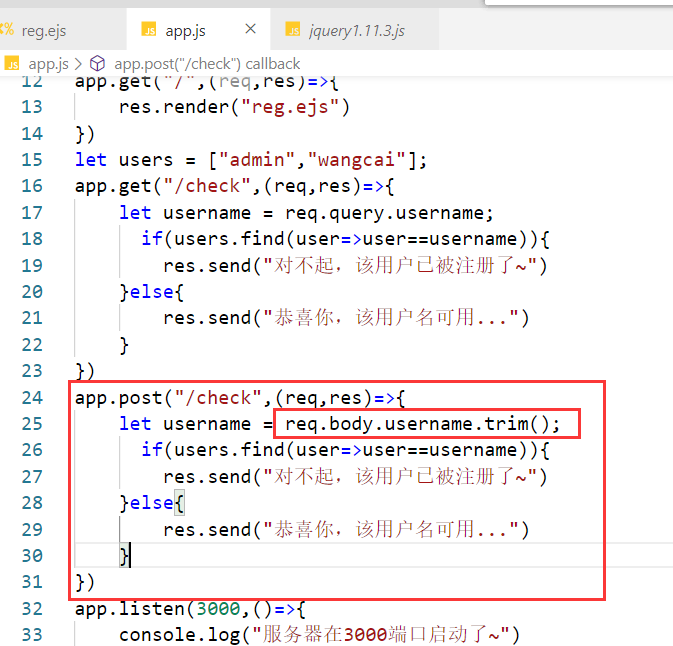 reg.ejs
JS app.js
JS jquery1.11.3.js
JS app.js > app.post("/check") callback
12 app.get("/",(req,res)=>{
13 res.render("reg.ejs")
14 })
15 let users = ["admin","wangcai"];
16 app.get("/check",(req,res)=>{
17 let username = req.query.username;
18 if(users.find(user=>user==username)){
19 res.send("对不起，该用户已被注册了~")
20 }else{
21 res.send("恭喜你，该用户名可用...")
22 }
23 })
24 app.post("/check",(req,res)=>{
25 let username = req.body.username.trim();
26 if(users.find(user=>user==username)){
27 res.send("对不起，该用户已被注册了~")
28 }else{
29 res.send("恭喜你，该用户名可用...")
30 }
31 })
32 app.listen(3000,()=>{
33 console.log("服务器在3000端口启动了~")